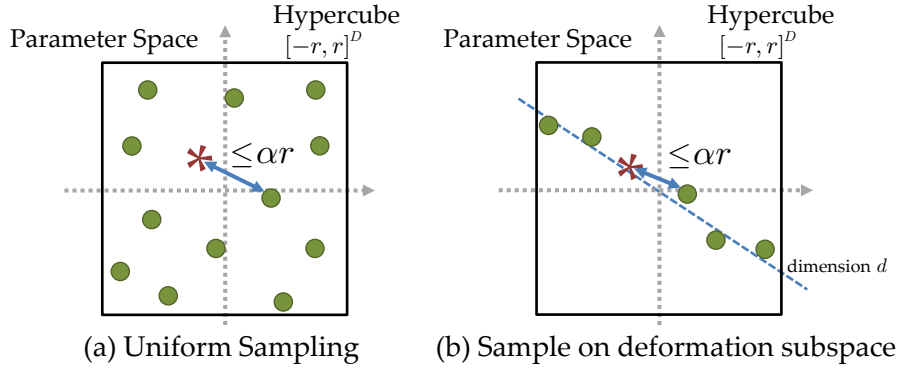 Parameter Space
Hypercube
[−r, r]^D
≤αr
(a) Uniform Sampling
Parameter Space
Hypercube
[−r, r]^D
≤αr
dimension d
(b) Sample on deformation subspace